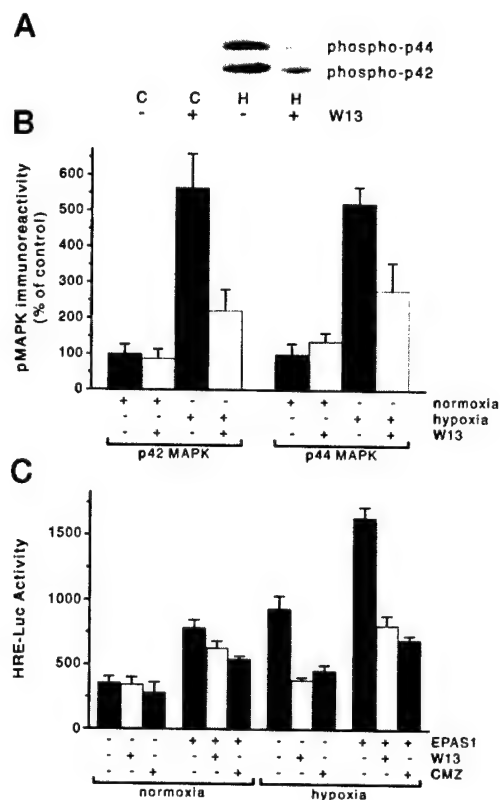 A
phospho-p44
phospho-p42
C C H H
- + - + W13
B
pMAPK immunoreactivity
(% of control)
600
500
400
300
200
100
0
+ + - - + + - - normoxia
- - + + - - + + hypoxia
- + - + - + - + W13
p42 MAPK p44 MAPK
C
HRE-Luc Activity
1500
1000
500
0
- - - + + + - - - + + + EPAS1
- + - - + - - + - - + - W13
- - + - - + - - + - - + CMZ
normoxia hypoxia